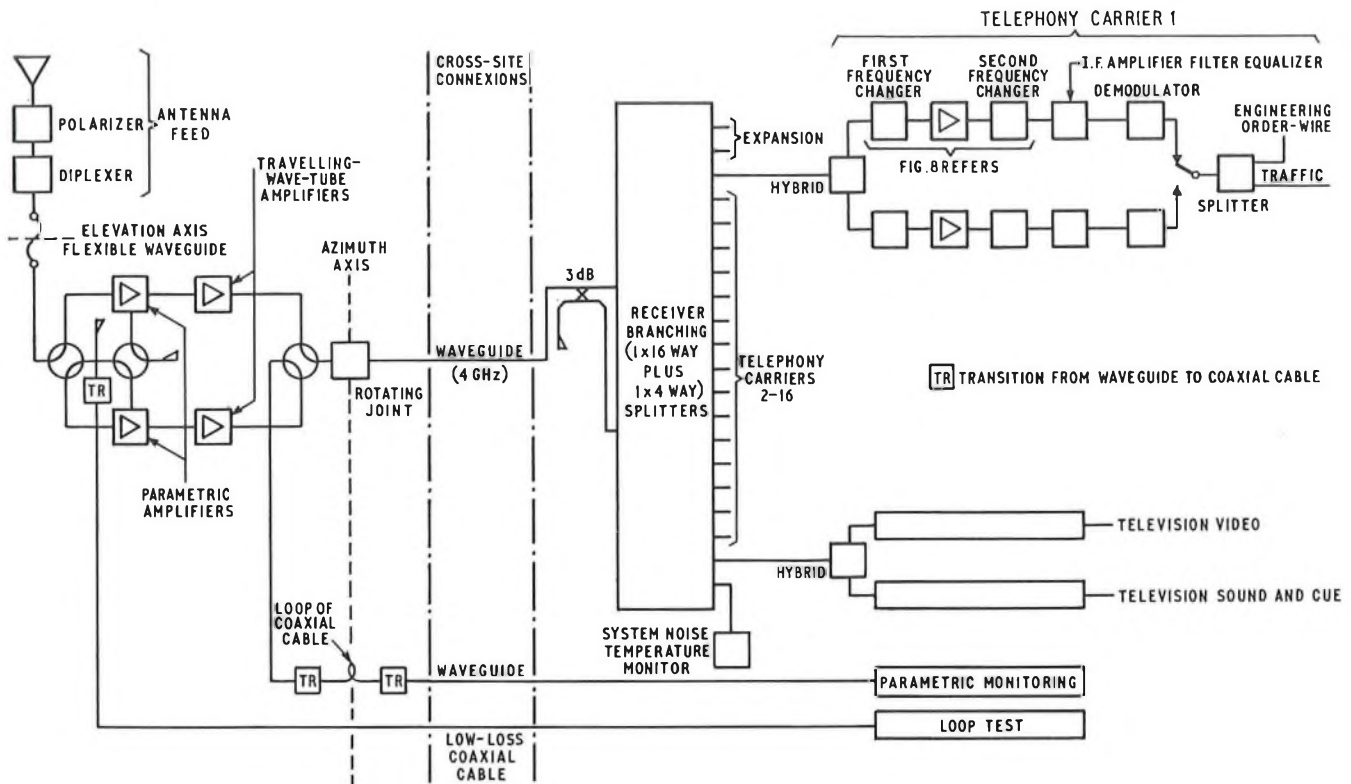 TELEPHONY CARRIER 1
CROSS-SITE
CONNEXIONS
FIRST
FREQUENCY
CHANGER
SECOND
FREQUENCY
CHANGER
I.F. AMPLIFIER FILTER EQUALIZER
DEMODULATOR
ENGINEERING
ORDER-WIRE
POLARIZER
ANTENNA
FEED
DIPLEXER
TRAVELLING-
WAVE-TUBE
AMPLIFIERS
EXPANSION
FIG. 8 REFERS
HYBRID
TRAFFIC
SPLITTER
ELEVATION AXIS
FLEXIBLE WAVEGUIDE
AZIMUTH
AXIS
3dB
RECEIVER
BRANCHING
(1×16 WAY
PLUS
1×4 WAY)
SPLITTERS
WAVEGUIDE
(4 GHz)
TELEPHONY
CARRIERS
2-16
TR
TR TRANSITION FROM WAVEGUIDE TO COAXIAL CABLE
ROTATING
JOINT
PARAMETRIC
AMPLIFIERS
TELEVISION VIDEO
HYBRID
TELEVISION SOUND AND CUE
LOOP OF
COAXIAL
CABLE
SYSTEM NOISE
TEMPERATURE
MONITOR
TR
TR
WAVEGUIDE
PARAMETRIC MONITORING
LOOP TEST
LOW-LOSS
COAXIAL
CABLE